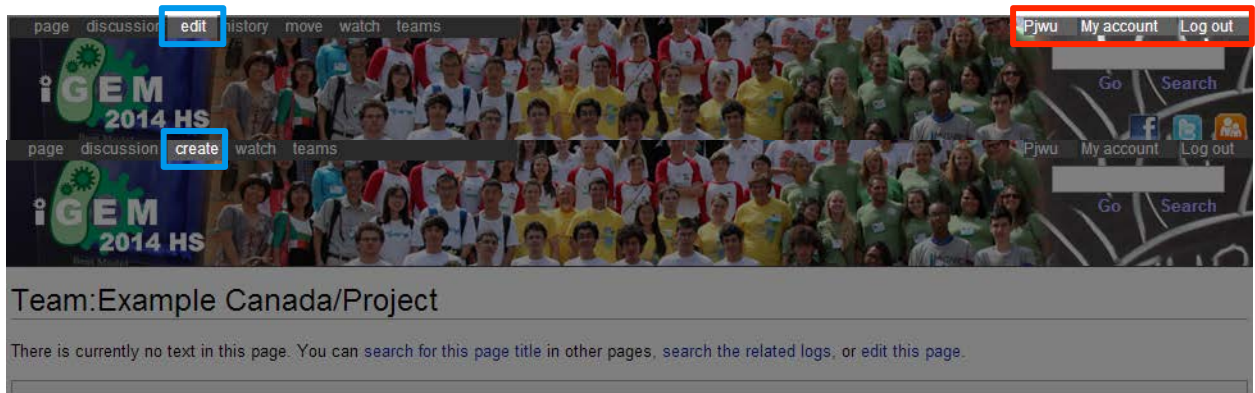 page discussion edit history move watch teams Pjwu My account Log out
iGEM
Go Search
2014 HS
page discussion create watch teams Pjwu My account Log out
iGEM
Go Search
2014 HS
Team:Example Canada/Project
There is currently no text in this page. You can search for this page title in other pages, search the related logs, or edit this page.